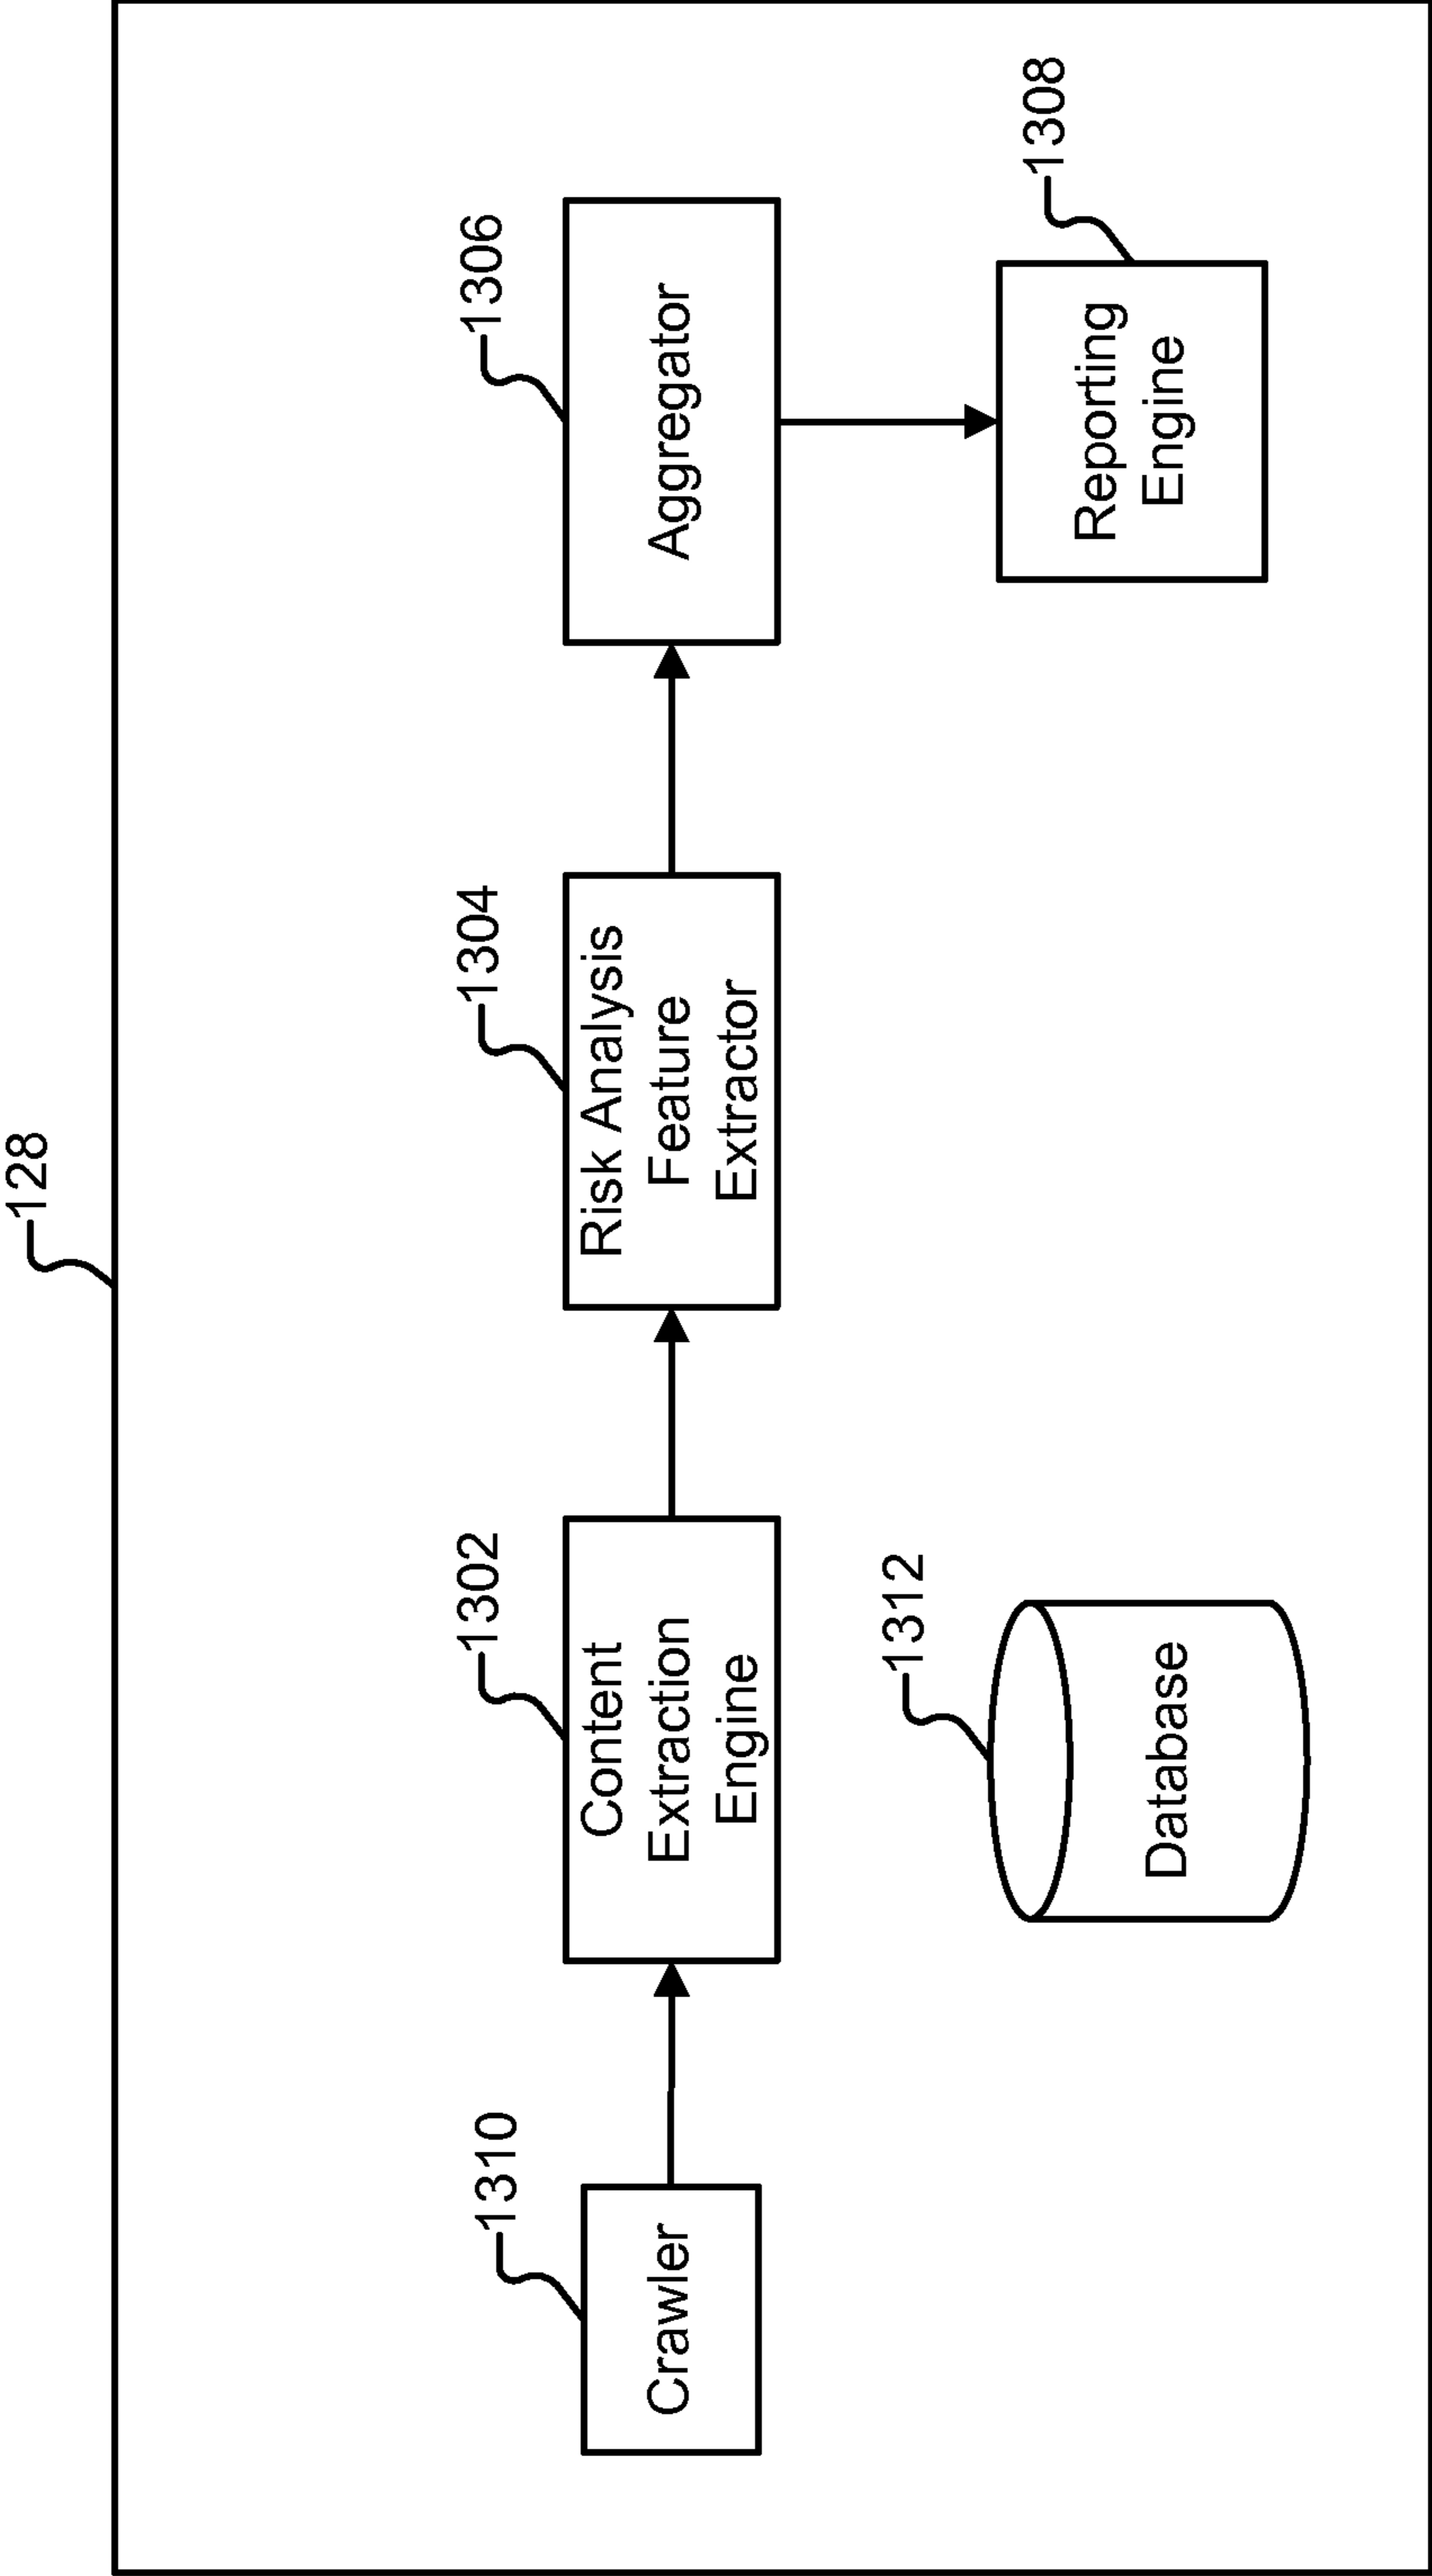 128
1310
Crawler
1302
Content
Extraction
Engine
1304
Risk Analysis
Feature
Extractor
1306
Aggregator
1312
Database
1308
Reporting
Engine